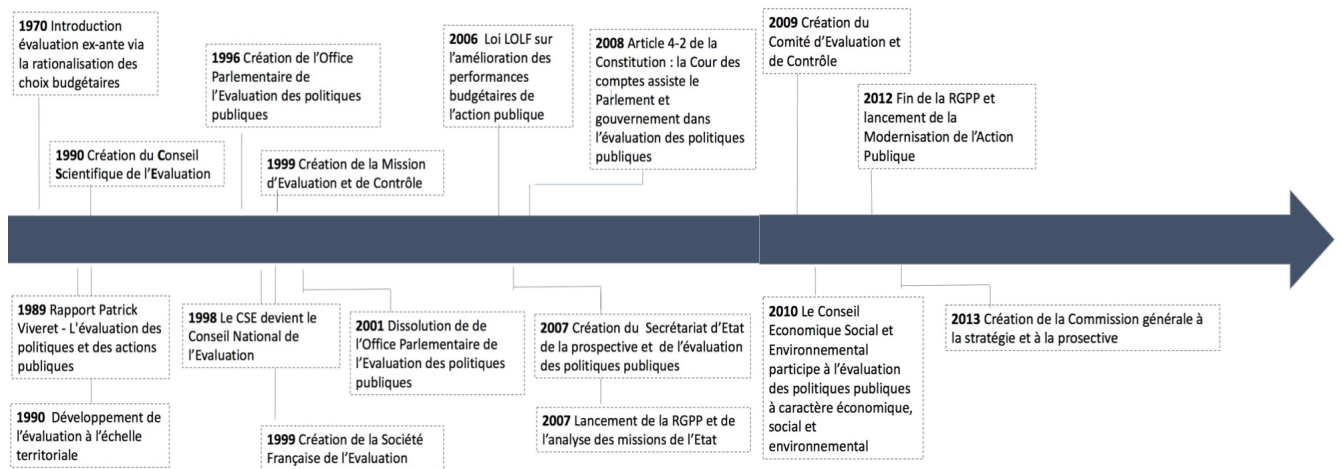 1970 Introduction
évaluation ex-ante via
la rationalisation des
choix budgétaires
1990 Création du Conseil
Scientifique de l'Evaluation
1996 Création de l'Office
Parlementaire de
l'Evaluation des politiques
publiques
1999 Création de la Mission
d'Evaluation et de Contrôle
2006 Loi LOLF sur
l'amélioration des
performances
budgétaires de
l'action publique
2008 Article 4-2 de la
Constitution : la Cour des
comptes assiste le
Parlement et
gouvernement dans
l'évaluation des politiques
publiques
2009 Création du
Comité d'Evaluation et
de Contrôle
2012 Fin de la RGPP et
lancement de la
Modernisation de l'Action
Publique
1989 Rapport Patrick
Viveret - L'évaluation des
politiques et des actions
publiques
1990 Développement de
l'évaluation à l'échelle
territoriale
1998 Le CSE devient le
Conseil National de
l'Evaluation
1999 Création de la Société
Française de l'Evaluation
2001 Dissolution de de
l'Office Parlementaire de
l'Evaluation des politiques
publiques
2007 Création du Secrétariat d'Etat
de la prospective et de l'évaluation
des politiques publiques
2007 Lancement de la RGPP et de
l'analyse des missions de l'Etat
2010 Le Conseil
Economique Social et
Environnemental
participe à l'évaluation
des politiques publiques
à caractère économique,
social et
environnemental
2013 Création de la Commission générale à
la stratégie et à la prosective